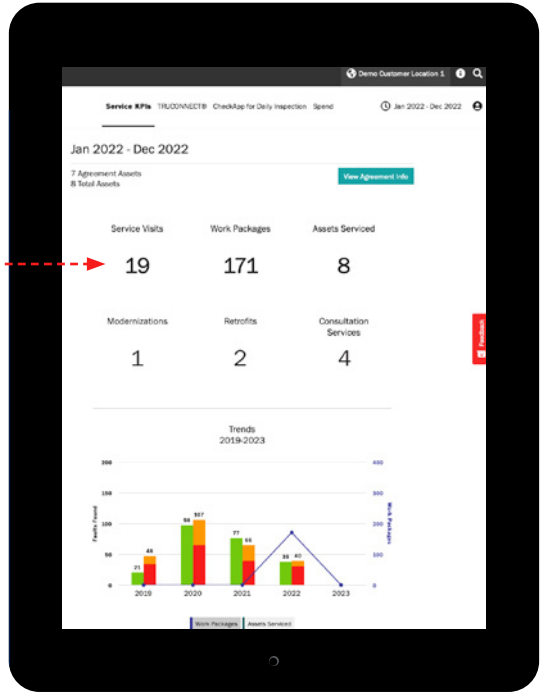 Demo Customer Location 1
Service KPIs TRUCONNECT® CheckApp for Daily Inspection Spend Jan 2022 - Dec 2022
Jan 2022 - Dec 2022
7 Agreement Assets
8 Total Assets
View Agreement Info
Service Visits Work Packages Assets Serviced
19 171 8
Modernizations Retrofits Consultation Services
1 2 4
Feedback
Trends
2019-2023
Faults Found
200
150
100
50
0
21 48
98 107
77 65
38 40
400
300
200
100
0
Work Packages
2019 2020 2021 2022 2023
Work Packages Assets Serviced